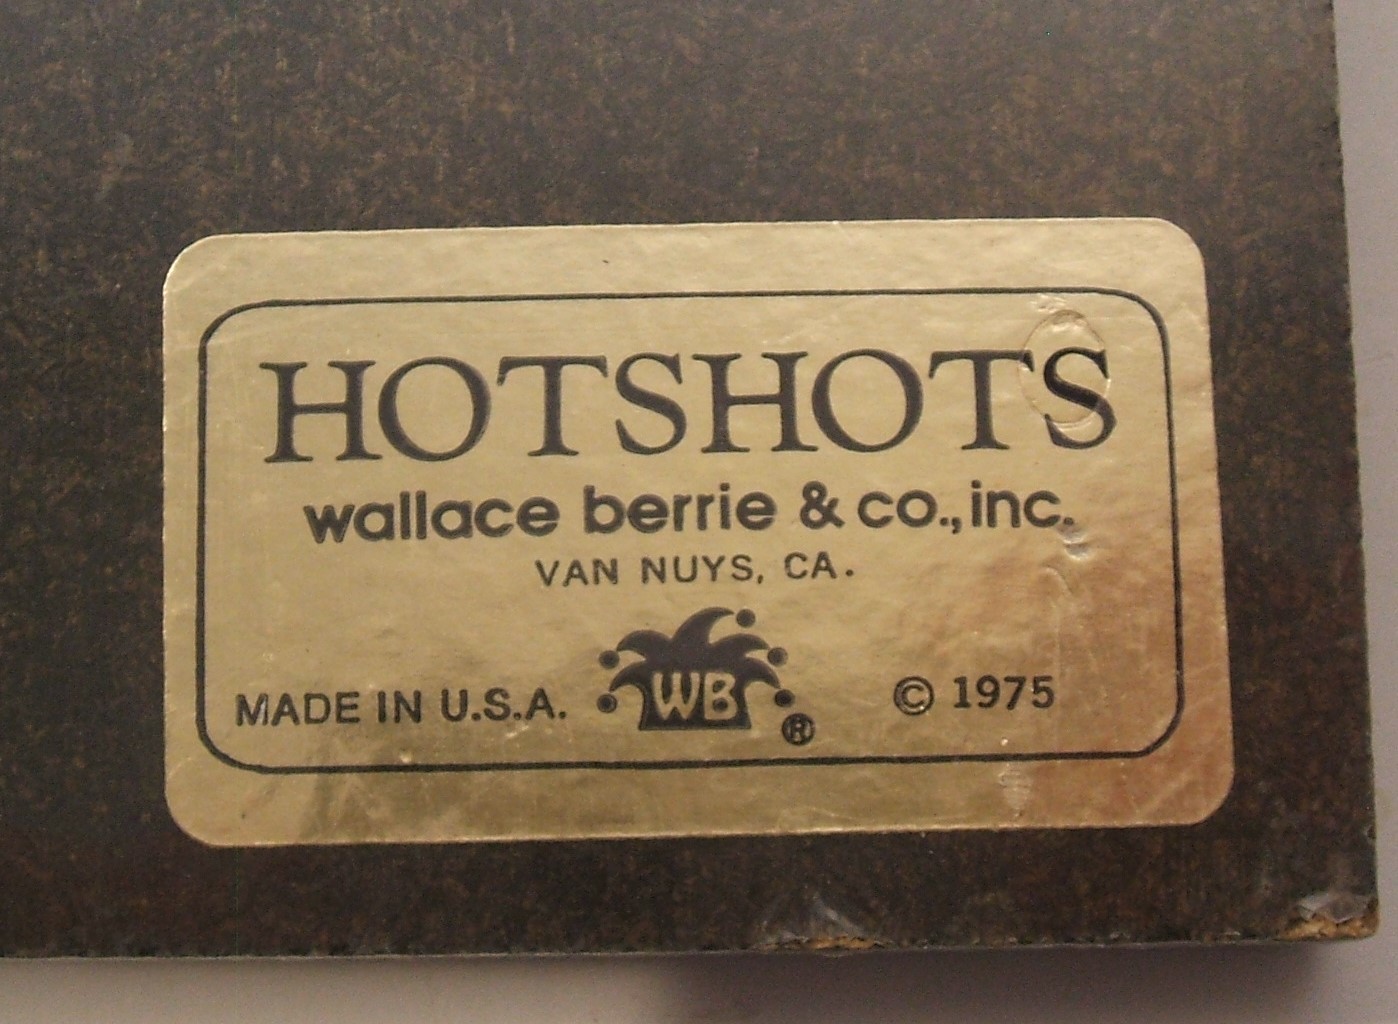 HOTSHOTS
wallace berrie & co., inc.
VAN NUYS, CA.
WB
®
MADE IN U.S.A.
© 1975